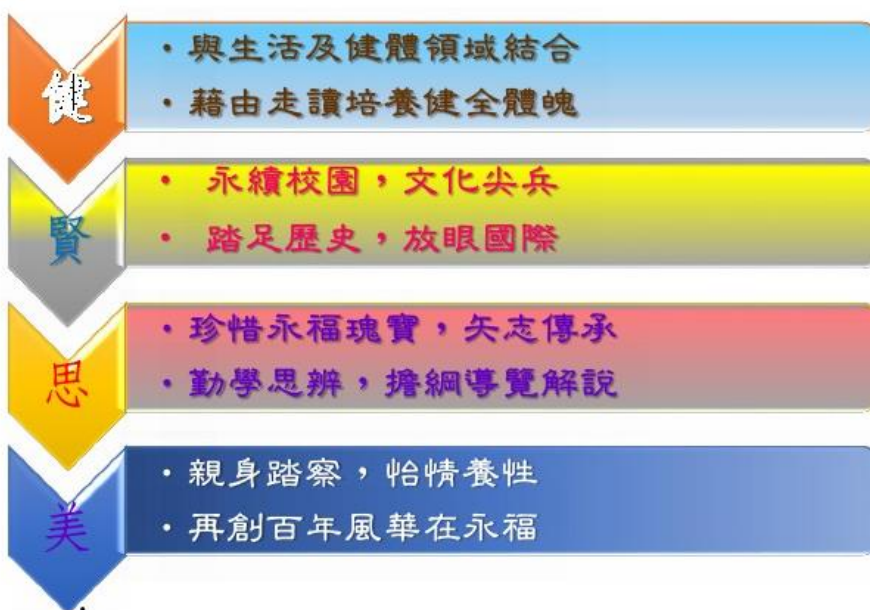 健
・與生活及健體領域結合
・藉由走讀培養健全體魄
賢
• 永續校園，文化尖兵
• 踏足歷史，放眼國際
思
・珍惜永福瑰寶，矢志傳承
・勤學思辨，擔綱導覽解說
美
・親身踏察，怡情養性
・再創百年風華在永福